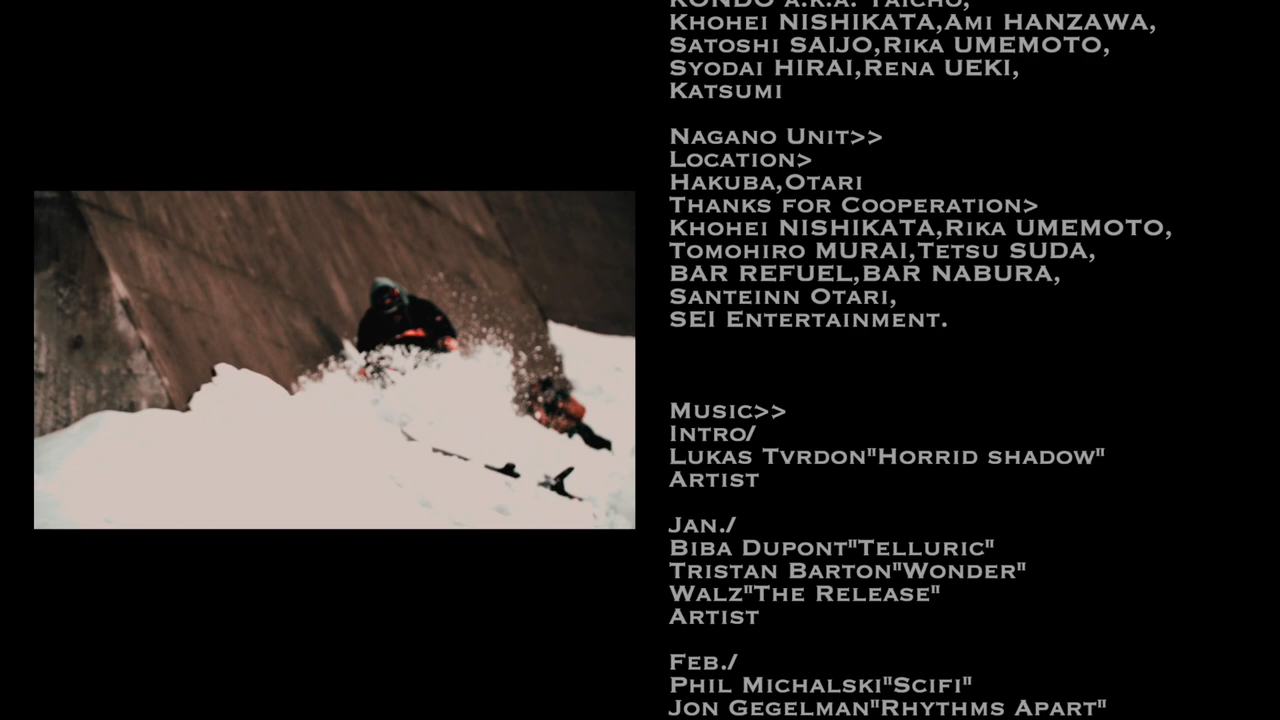 KONDO A.K.A. TAICHO,
KHOHEI NISHIKATA,AMI HANZAWA,
SATOSHI SAIJO,RIKA UMEMOTO,
SYODAI HIRAI,RENA UEKI,
KATSUMI
NAGANO UNIT>>
LOCATION>
HAKUBA,OTARI
THANKS FOR COOPERATION>
KHOHEI NISHIKATA,RIKA UMEMOTO,
TOMOHIRO MURAI,TETSU SUDA,
BAR REFUEL,BAR NABURA,
SANTEINN OTARI,
SEI ENTERTAINMENT.
MUSIC>>
INTRO/
LUKAS TVRDON"HORRID SHADOW"
ARTIST
JAN./
BIBA DUPONT"TELLURIC"
TRISTAN BARTON"WONDER"
WALZ"THE RELEASE"
ARTIST
FEB./
PHIL MICHALSKI"SCIFI"
JON GEGELMAN"RHYTHMS APART"